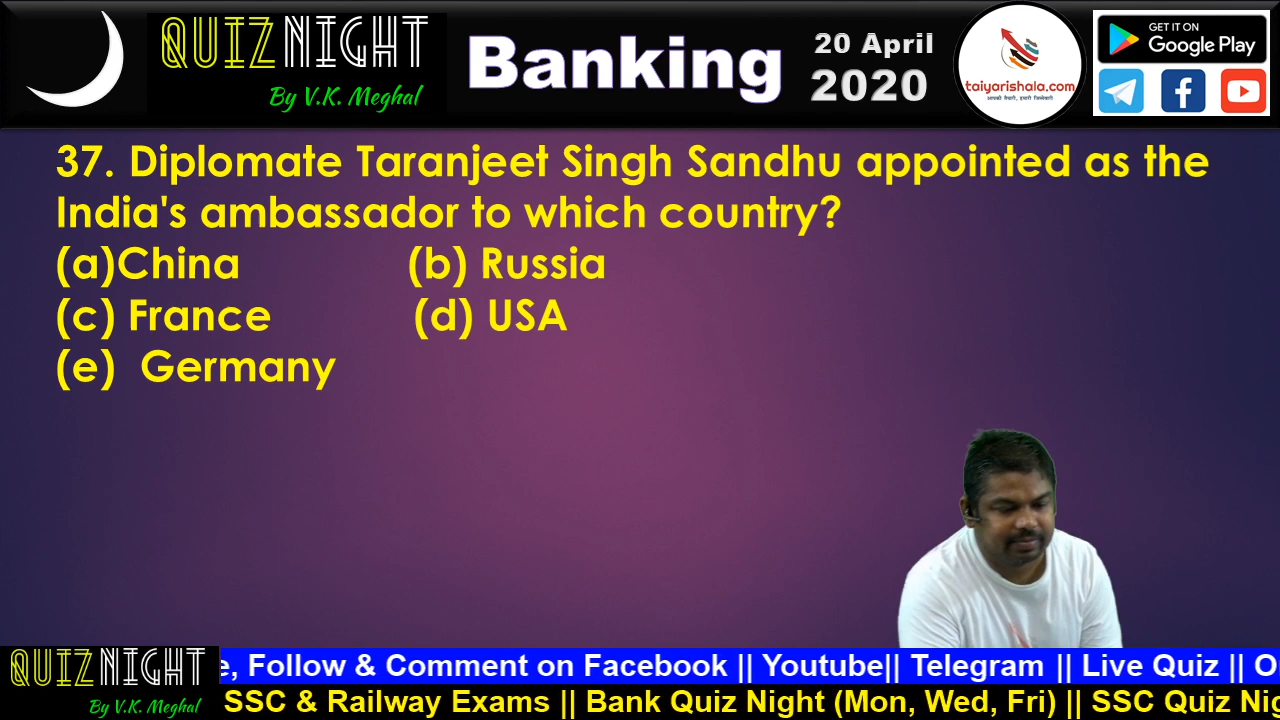 QUIZ NIGHT
By V.K. Meghal
Banking
20 April
2020
taiyarishala.com
आपकी तैयारी, हमारी जिम्मेदारी
GET IT ON
Google Play
37. Diplomate Taranjeet Singh Sandhu appointed as the
India's ambassador to which country?
(a)China (b) Russia
(c) France (d) USA
(e) Germany
QUIZ NIGHT
By V.K. Meghal
e, Follow & Comment on Facebook || Youtube|| Telegram || Live Quiz || O
SSC & Railway Exams || Bank Quiz Night (Mon, Wed, Fri) || SSC Quiz Nig